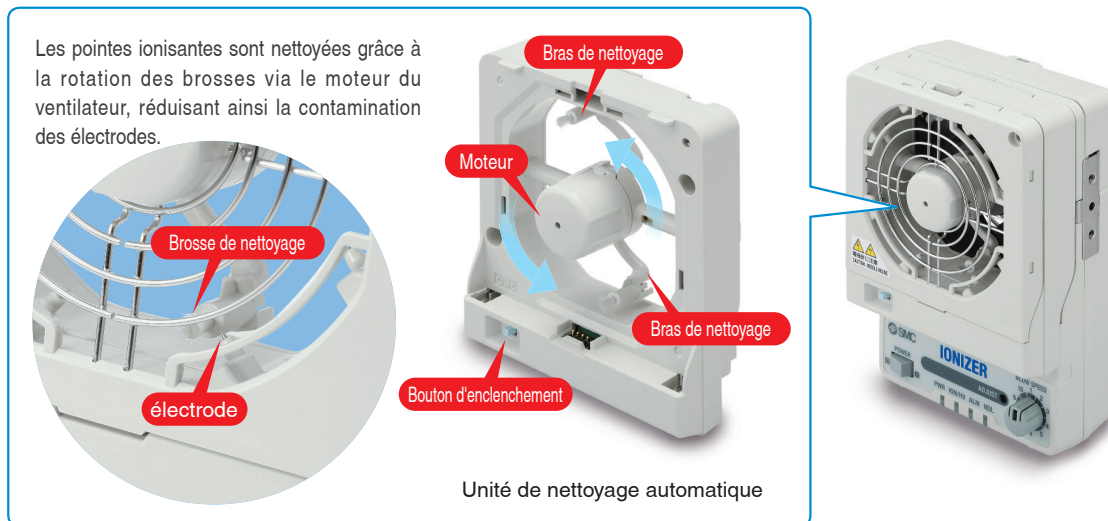 Les pointes ionisantes sont nettoyées grâce à
la rotation des brosses via le moteur du
ventilateur, réduisant ainsi la contamination
des électrodes.
Brosse de nettoyage
électrode
Bras de nettoyage
Moteur
Bras de nettoyage
Bouton d'enclenchement
Unité de nettoyage automatique
SMC
IONIZER
POWER
PWR ION/HV ALM NDL
ADJUST
BLOW SPEED